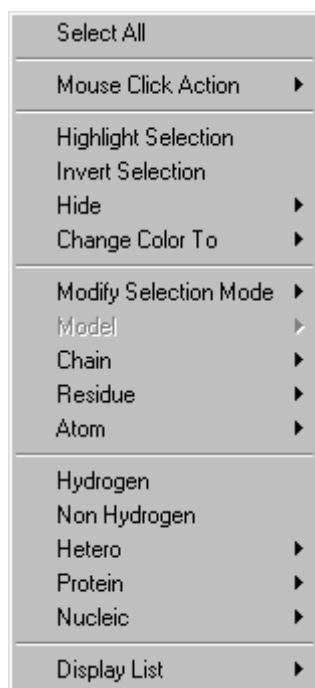 Select All
Mouse Click Action
Highlight Selection
Invert Selection
Hide
Change Color To
Modify Selection Mode
Model
Chain
Residue
Atom
Hydrogen
Non Hydrogen
Hetero
Protein
Nucleic
Display List